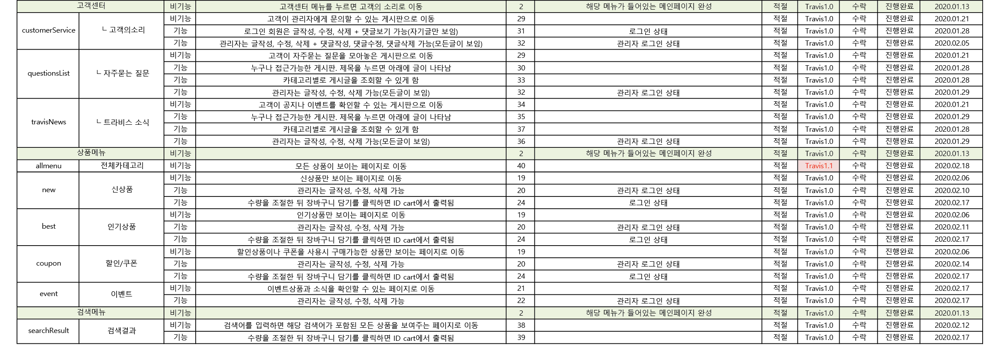 고객센터 비기능 고객센터 메뉴를 누르면 고객의 소리로 이동 2 해당 메뉴가 들어있는 메인페이지 완성 적절 Travis1.0 수락 진행완료 2020.01.13
customerService ㄴ 고객의소리 비기능 고객이 관리자에게 문의할 수 있는 게시판으로 이동 29 적절 Travis1.0 수락 진행완료 2020.01.21
기능 로그인 회원은 글작성, 수정, 삭제 + 댓글보기 가능(자기글만 보임) 31 로그인 상태 적절 Travis1.0 수락 진행완료 2020.01.28
기능 관리자는 글작성, 수정, 삭제 + 댓글작성, 댓글수정, 댓글삭제 가능(모든글이 보임) 32 관리자 로그인 상태 적절 Travis1.0 수락 진행완료 2020.02.05
questionsList ㄴ 자주묻는 질문 비기능 고객이 자주묻는 질문을 모아놓은 게시판으로 이동 29 적절 Travis1.0 수락 진행완료 2020.01.21
기능 누구나 접근가능한 게시판. 제목을 누르면 아래에 글이 나타남 30 적절 Travis1.0 수락 진행완료 2020.01.28
기능 카테고리별로 게시글을 조회할 수 있게 함 33 적절 Travis1.0 수락 진행완료 2020.01.28
기능 관리자는 글작성, 수정, 삭제 가능(모든글이 보임) 32 관리자 로그인 상태 적절 Travis1.0 수락 진행완료 2020.01.29
travisNews ㄴ 트라비스 소식 비기능 고객이 공지나 이벤트를 확인할 수 있는 게시판으로 이동 34 적절 Travis1.0 수락 진행완료 2020.01.21
기능 누구나 접근가능한 게시판. 제목을 누르면 아래에 글이 나타남 35 적절 Travis1.0 수락 진행완료 2020.01.29
기능 카테고리별로 게시글을 조회할 수 있게 함 37 적절 Travis1.0 수락 진행완료 2020.01.28
기능 관리자는 글작성, 수정, 삭제 가능(모든글이 보임) 36 관리자 로그인 상태 적절 Travis1.0 수락 진행완료 2020.01.29
상품메뉴 비기능 2 해당 메뉴가 들어있는 메인페이지 완성 적절 Travis1.0 수락 진행완료 2020.01.13
allmenu 전체카테고리 비기능 모든 상품이 보이는 페이지로 이동 40 적절 Travis1.1 수락 진행완료 2020.02.18
new 신상품 비기능 신상품만 보이는 페이지로 이동 19 적절 Travis1.0 수락 진행완료 2020.02.06
기능 관리자는 글작성, 수정, 삭제 가능 20 관리자 로그인 상태 적절 Travis1.0 수락 진행완료 2020.02.10
기능 수량을 조절한 뒤 장바구니 담기를 클릭하면 ID cart에서 출력됨 24 로그인 상태 적절 Travis1.0 수락 진행완료 2020.02.17
best 인기상품 비기능 인기상품만 보이는 페이지로 이동 19 적절 Travis1.0 수락 진행완료 2020.02.06
기능 관리자는 글작성, 수정, 삭제 가능 20 관리자 로그인 상태 적절 Travis1.0 수락 진행완료 2020.02.11
기능 수량을 조절한 뒤 장바구니 담기를 클릭하면 ID cart에서 출력됨 24 로그인 상태 적절 Travis1.0 수락 진행완료 2020.02.17
coupon 할인/쿠폰 비기능 할인상품이나 쿠폰을 사용시 구매가능한 상품만 보이는 페이지로 이동 19 적절 Travis1.0 수락 진행완료 2020.02.06
기능 관리자는 글작성, 수정, 삭제 가능 20 관리자 로그인 상태 적절 Travis1.0 수락 진행완료 2020.02.14
기능 수량을 조절한 뒤 장바구니 담기를 클릭하면 ID cart에서 출력됨 24 로그인 상태 적절 Travis1.0 수락 진행완료 2020.02.17
event 이벤트 비기능 이벤트상품과 소식을 확인할 수 있는 페이지로 이동 21 적절 Travis1.0 수락 진행완료 2020.02.17
기능 관리자는 글작성, 수정, 삭제 가능 22 관리자 로그인 상태 적절 Travis1.0 수락 진행완료 2020.02.17
검색메뉴 비기능 2 해당 메뉴가 들어있는 메인페이지 완성 적절 Travis1.0 수락 진행완료 2020.01.13
searchResult 검색결과 비기능 검색어를 입력하면 해당 검색어가 포함된 모든 상품을 보여주는 페이지로 이동 38 적절 Travis1.0 수락 진행완료 2020.02.12
기능 수량을 조절한 뒤 장바구니 담기를 클릭하면 ID cart에서 출력됨 39 적절 Travis1.0 수락 진행완료 2020.02.17